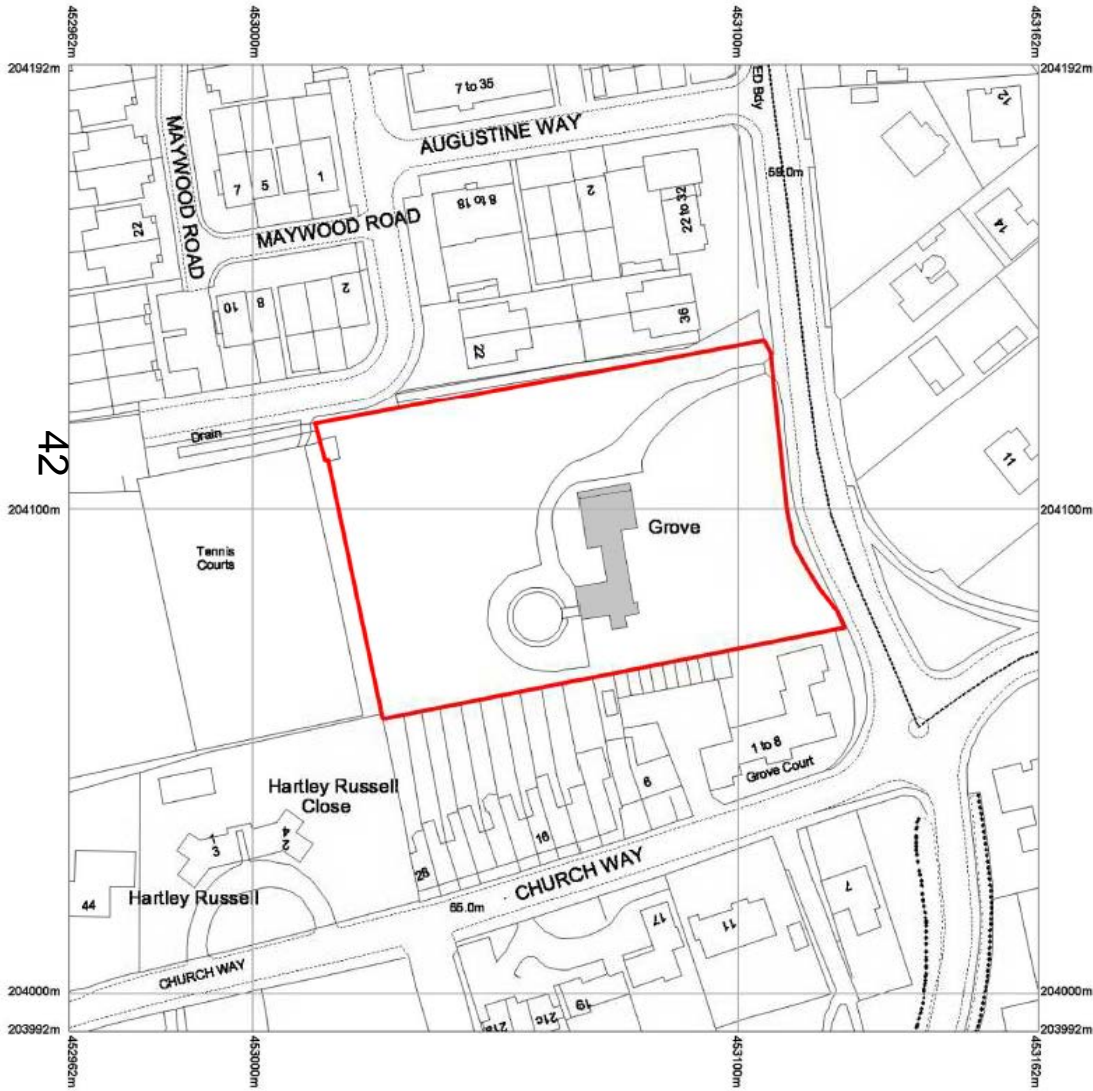 452962m
453000m
453100m
453162m
204192m
204192m
7 to 35
ED Bdy
12
MAYWOOD ROAD
AUGUSTINE WAY
59.0m
7
5
1
2
8 to 18
22 to 32
14
22
MAYWOOD ROAD
10
8
2
22
36
Drain
42
11
204100m
204100m
Grove
Tennis
Courts
1 to 8
Grove Court
6
Hartley Russell
Close
1
3
4
2
16
28
CHURCH WAY
44
Hartley Russell
55.0m
17
11
7
CHURCH WAY
204000m
204000m
21a
21c
19
203992m
203992m
452962m
453000m
453100m
453162m